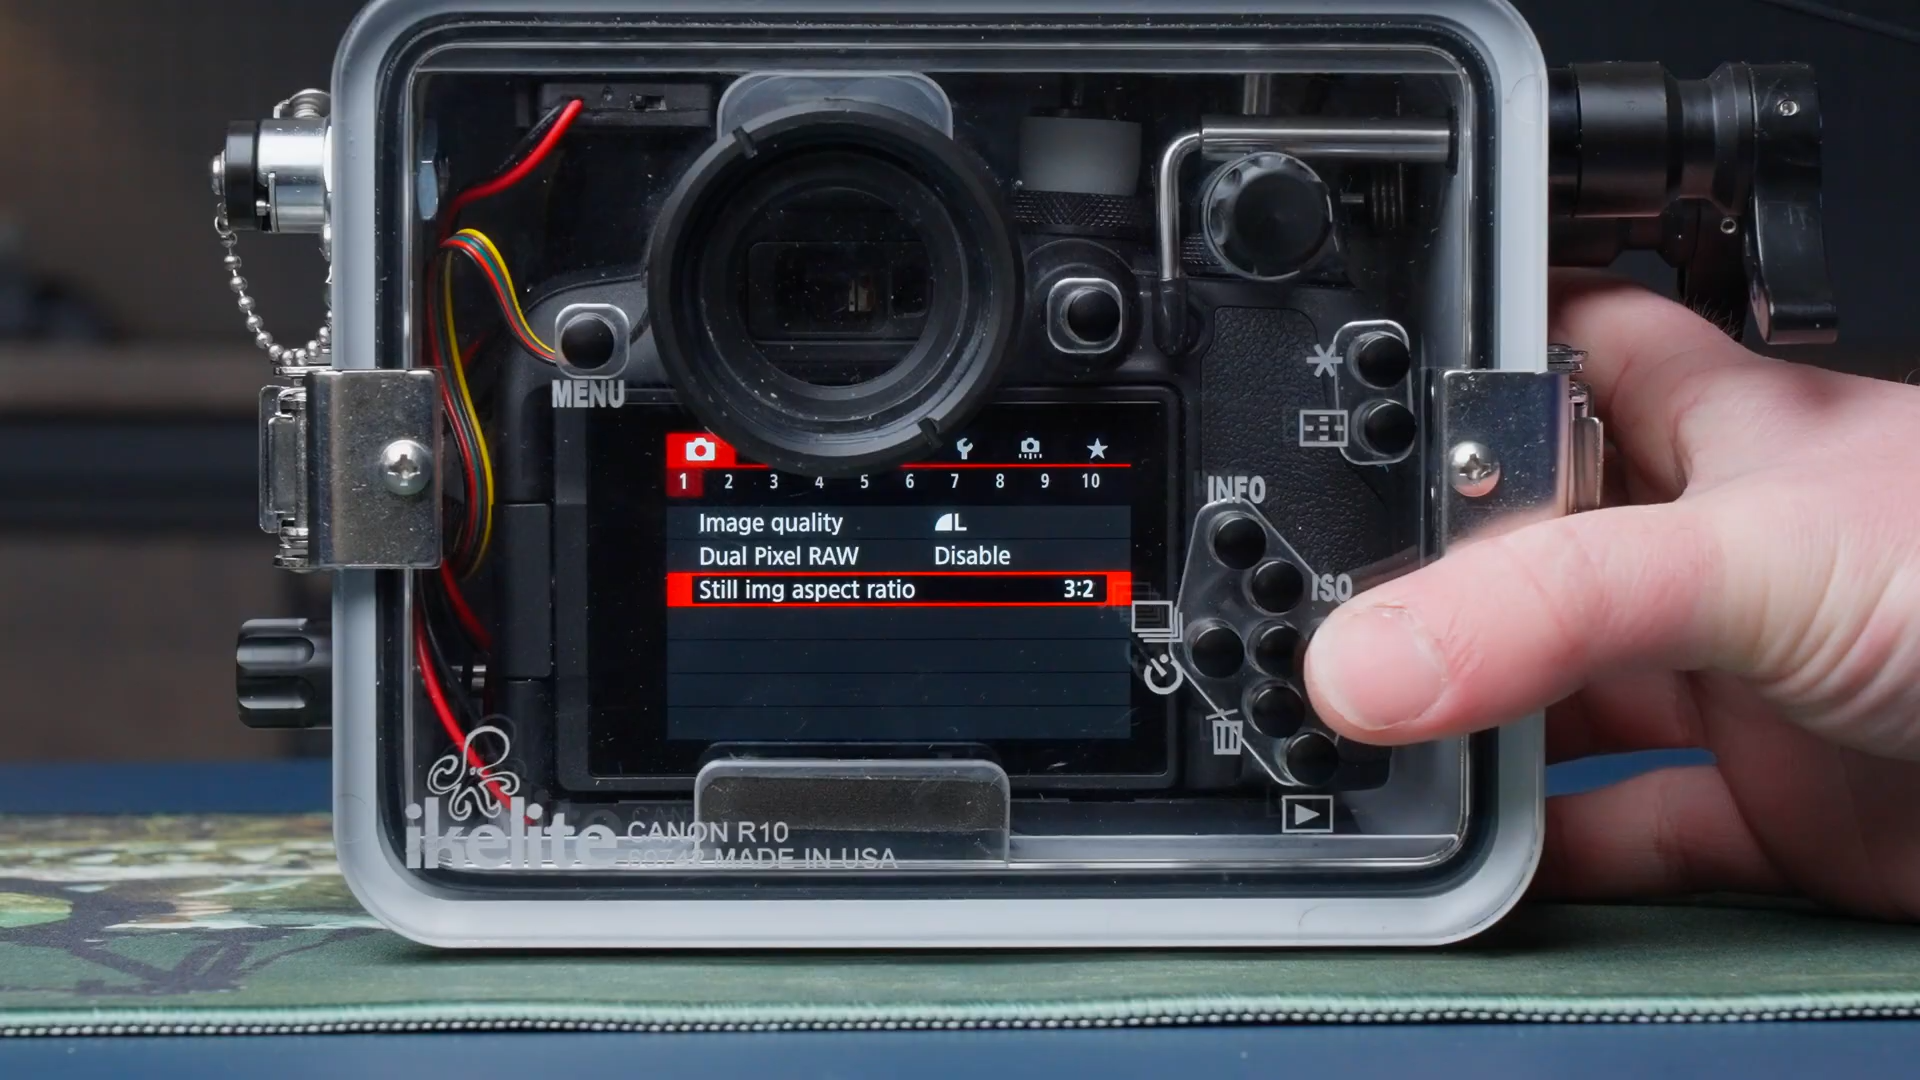 MENU
1 2 3 4 5 6 7 8 9 10
Image quality L
Dual Pixel RAW Disable
Still img aspect ratio 3:2
INFO
ISO
ikelite
CANON R10
MADE IN USA